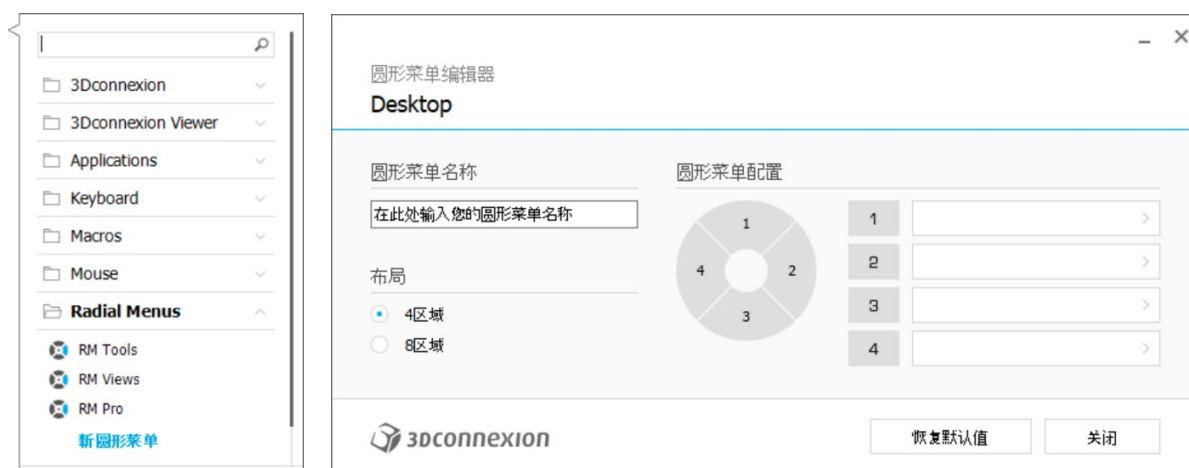 3Dconnexion
3Dconnexion Viewer
Applications
Keyboard
Macros
Mouse
Radial Menus
RM Tools
RM Views
RM Pro
新圆形菜单
圆形菜单编辑器
Desktop
圆形菜单名称
在此处输入您的圆形菜单名称
布局
4区域
8区域
圆形菜单配置
1
2
3
4
1
2
3
4
3Dconnexion
恢复默认值
关闭